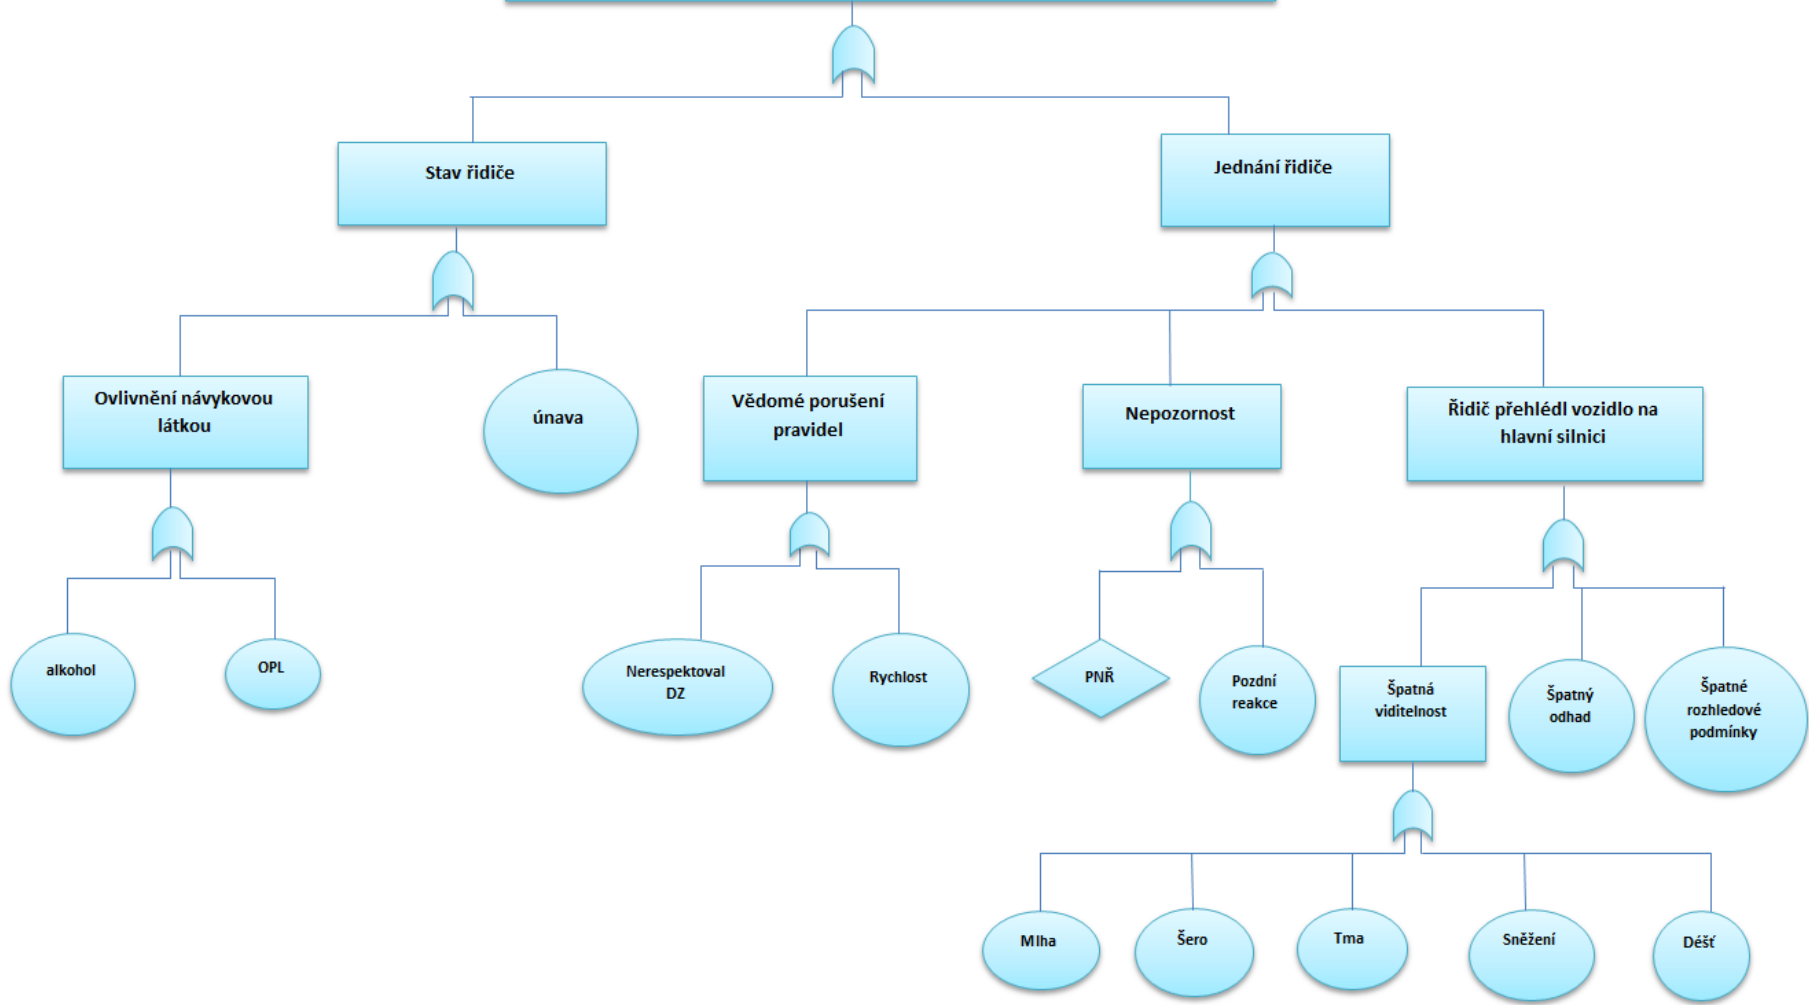 Stav řidiče
Jednání řidiče
Ovlivnění návykovou
látkou
únava
Vědomé porušení
pravidel
Nepozornost
Řidič přehlédl vozidlo na
hlavní silnici
alkohol
OPL
Nerespektoval
DZ
Rychlost
PNŘ
Pozdní
reakce
Špatná
viditelnost
Špatný
odhad
Špatné
rozhledové
podmínky
Mlha
Šero
Tma
Sněžení
Déšť